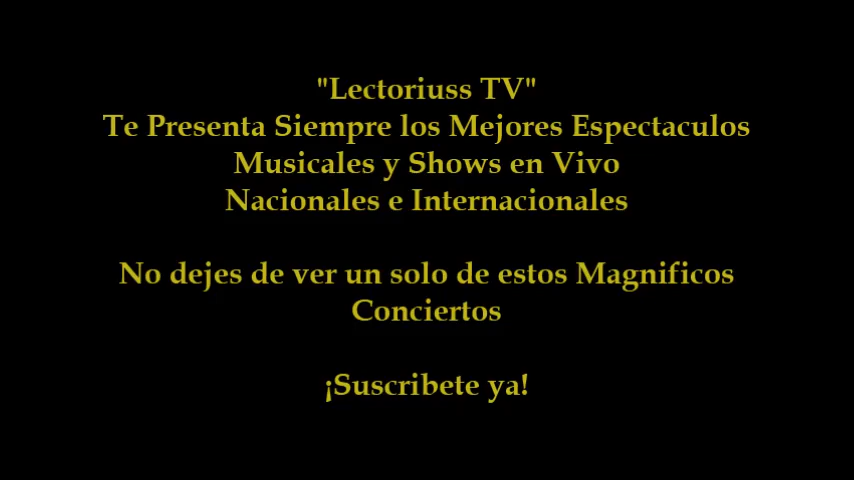 "Lectoriuss TV"
Te Presenta Siempre los Mejores Espectaculos
Musicales y Shows en Vivo
Nacionales e Internacionales
No dejes de ver un solo de estos Magnificos
Conciertos
¡Suscribete ya!